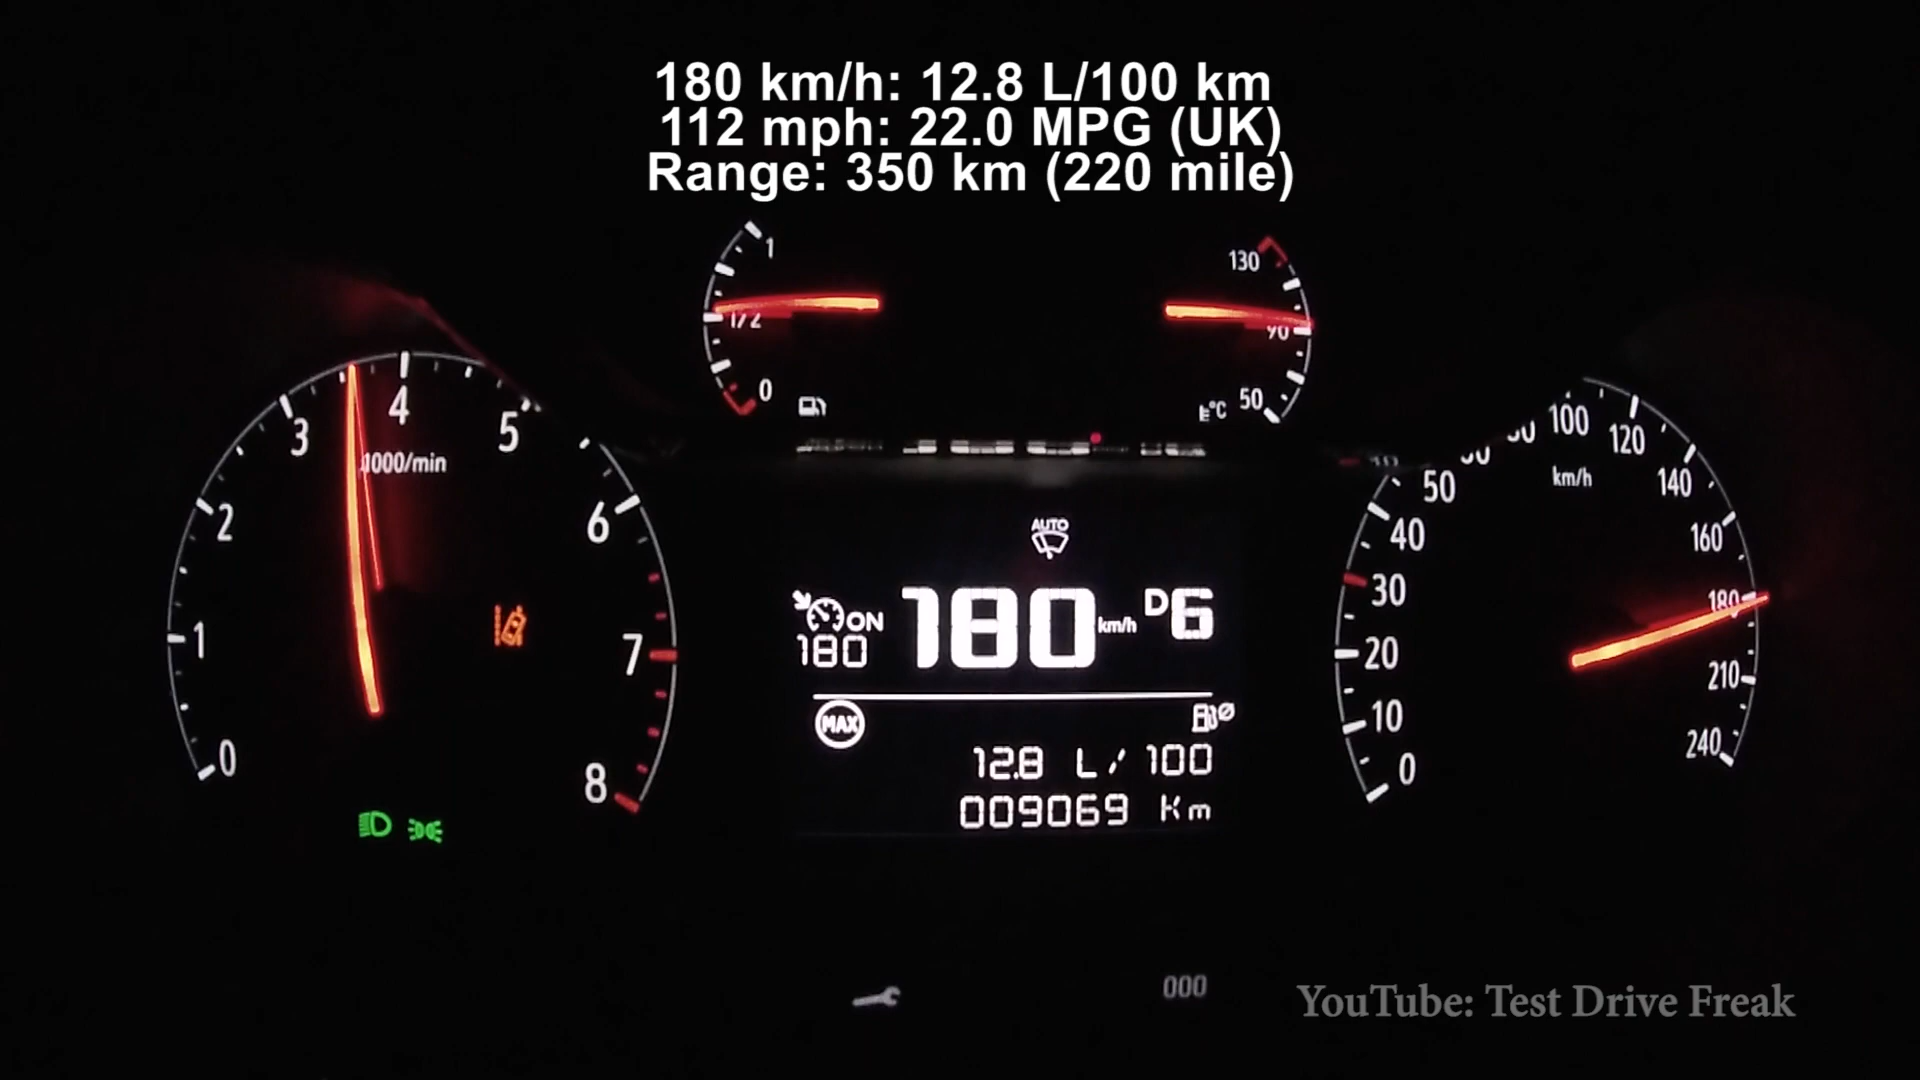 180 km/h: 12.8 L/100 km
112 mph: 22.0 MPG (UK)
Range: 350 km (220 mile)
1
1/2
0
130
90
50
°C
0
1
2
3
4
5
6
7
8
1000/min
AUTO
ON
180
180 km/h D6
MAX
12.8 L/100
009069 Km
0
10
20
30
40
50
100
120
140
160
180
210
240
km/h
000
YouTube: Test Drive Freak